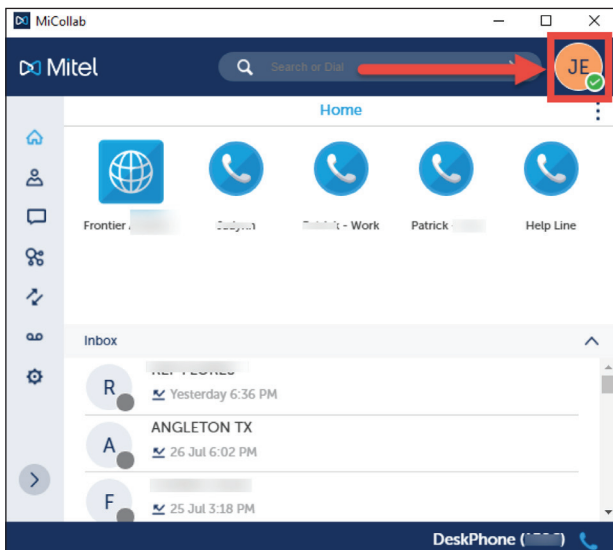 MiCollab
Mitel
Search or Dial
JE
Home
Frontier
- Work
Patrick -
Help Line
Inbox
R
Yesterday 6:36 PM
ANGLETON TX
A
26 Jul 6:02 PM
F
25 Jul 3:18 PM
DeskPhone (